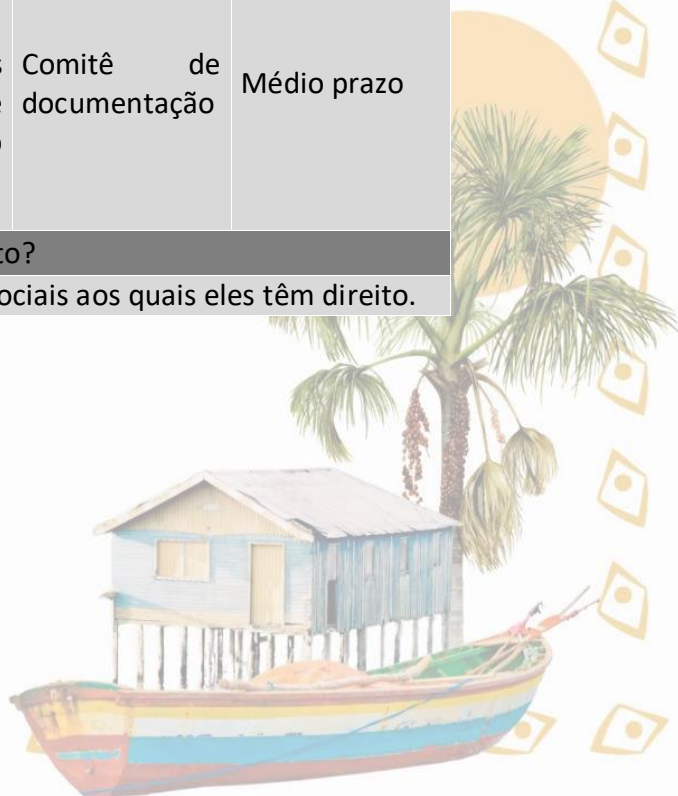 Comitê de
documentação
Médio prazo
to?
ociais aos quais eles têm direito.